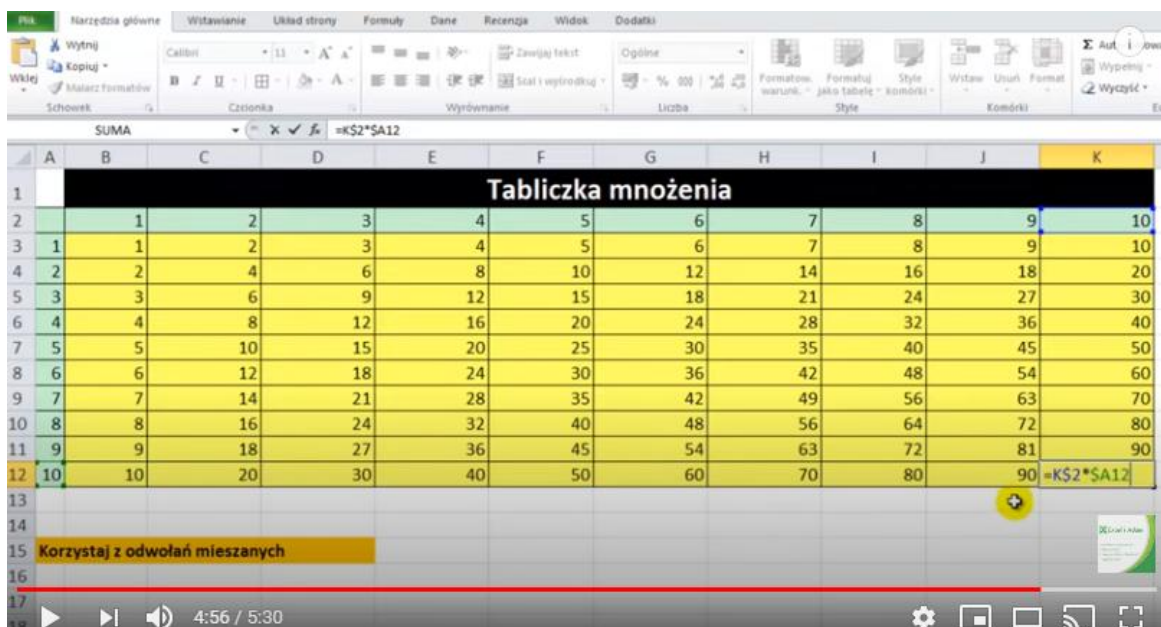 Plik Narzędzia główne Wstawianie Układ strony Formuły Dane Recenzja Widok Dodatki
Wklej Wytnij Kopiuj Malarz formatów
Calibri 11 Zawijaj tekst Ogólne
B I U Scal i wyśrodkuj % 000
Formatow. warunk. Formatuj jako tabelę Style komórki Wstaw Usuń Format Σ Wypełnij Wyczyść
Schowek Czcionka Wyrównanie Liczba Style Komórki
SUMA fx =K$2*$A12
A B C D E F G H I J K
1 Tabliczka mnożenia
2 1 2 3 4 5 6 7 8 9 10
3 1 1 2 3 4 5 6 7 8 9 10
4 2 2 4 6 8 10 12 14 16 18 20
5 3 3 6 9 12 15 18 21 24 27 30
6 4 4 8 12 16 20 24 28 32 36 40
7 5 5 10 15 20 25 30 35 40 45 50
8 6 6 12 18 24 30 36 42 48 54 60
9 7 7 14 21 28 35 42 49 56 63 70
10 8 8 16 24 32 40 48 56 64 72 80
11 9 9 18 27 36 45 54 63 72 81 90
12 10 10 20 30 40 50 60 70 80 90 =K$2*$A12
13
14
15 Korzystaj z odwołań mieszanych
16
17
18
4:56 / 5:30